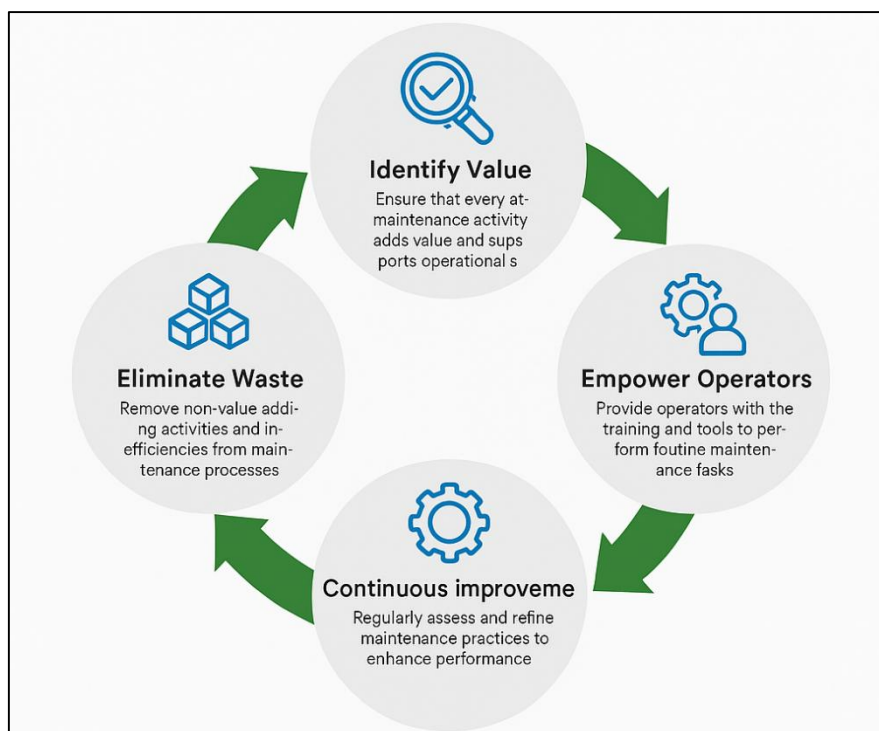 Identify Value
Ensure that every at-
maintenance activity
adds value and sups
ports operational s
Empower Operators
Provide operators with the
training and tools to per-
form foutine mainten-
ance fasks
Continuous improveme
Regularly assess and refine
maintenance practices to
enhance performance
Eliminate Waste
Remove non-value addi-
ng activities and in-
efficiencies from main-
tenance processes